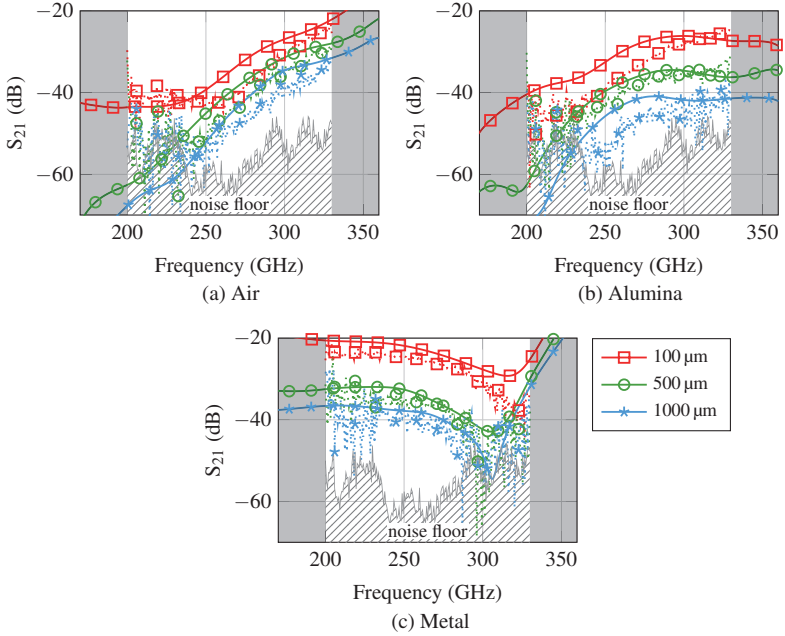 −20
−40
−60
S21 (dB)
noise floor
200 250 300 350
Frequency (GHz)
(a) Air
−20
−40
−60
S21 (dB)
noise floor
200 250 300 350
Frequency (GHz)
(b) Alumina
−20
−40
−60
S21 (dB)
noise floor
200 250 300 350
Frequency (GHz)
(c) Metal
100 µm
500 µm
1000 µm